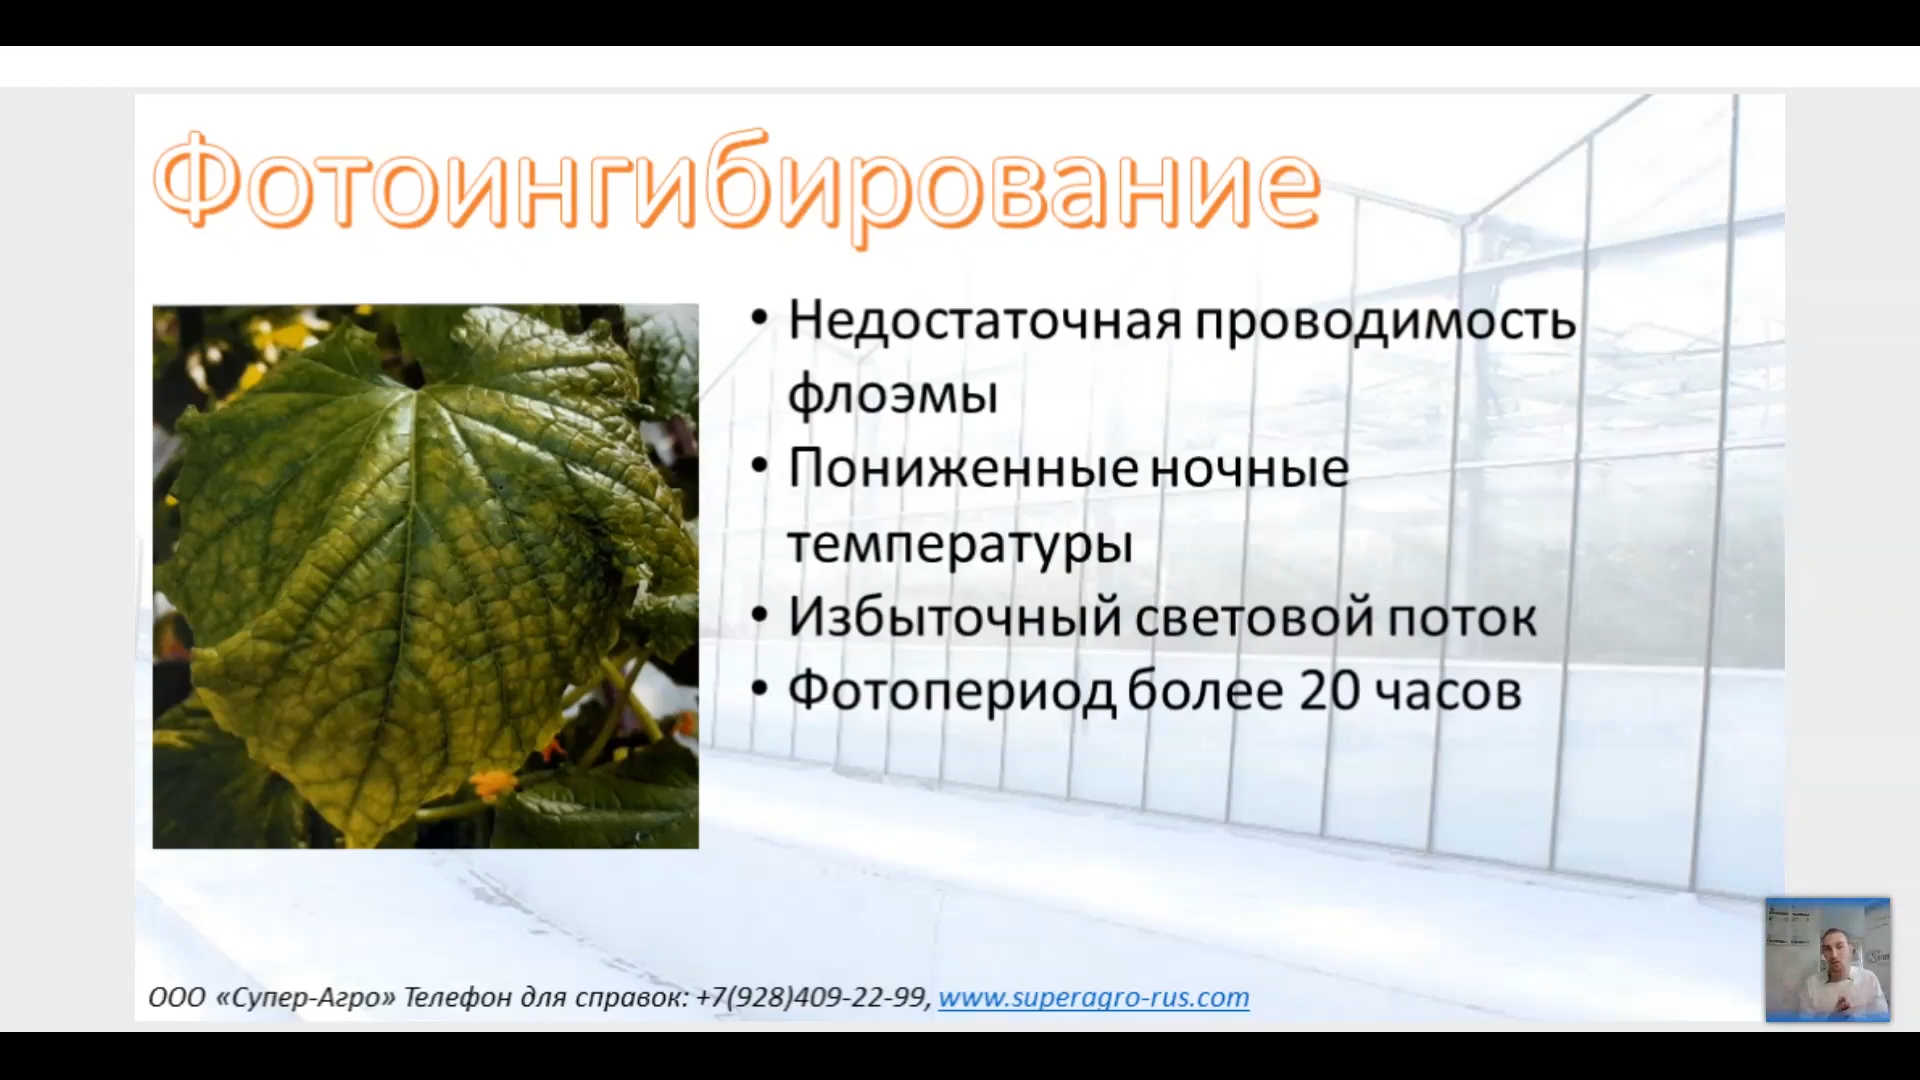 Фотоингибирование
• Недостаточная проводимость
флоэмы
• Пониженные ночные
температуры
• Избыточный световой поток
• Фотопериод более 20 часов
ООО «Супер-Агро» Телефон для справок: +7(928)409-22-99, www.superagro-rus.com